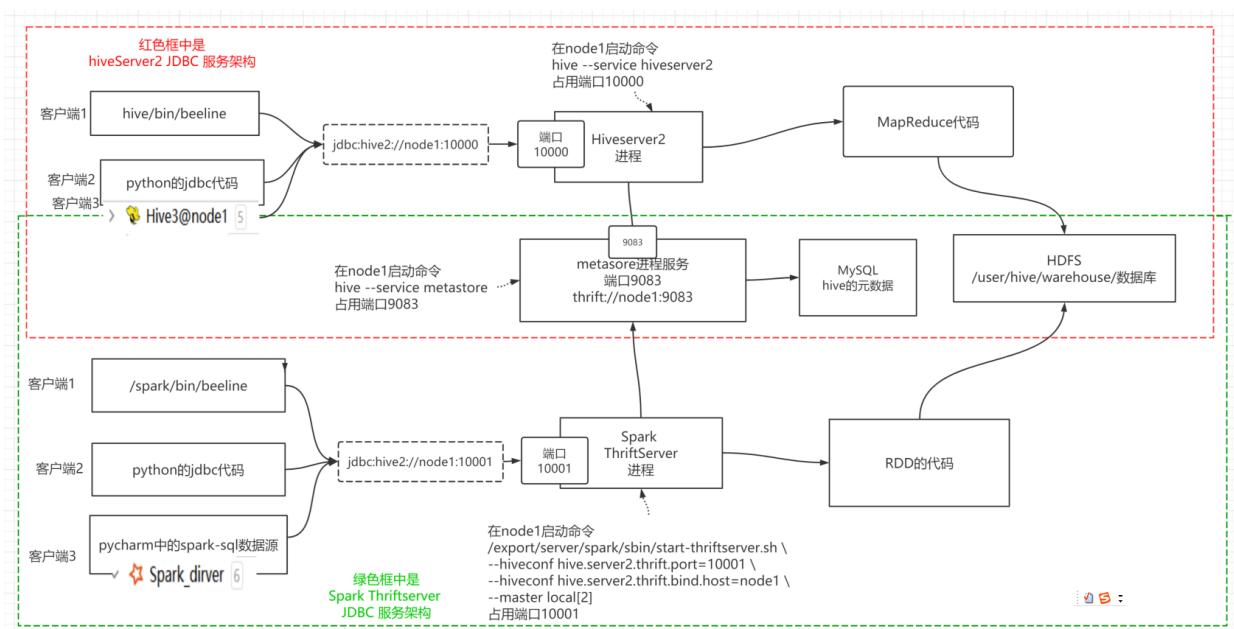 红色框中是
hiveServer2 JDBC 服务架构
在node1启动命令
hive --service hiveserver2
占用端口10000
客户端1
hive/bin/beeline
客户端2
python的jdbc代码
客户端3
Hive3@node1 5
jdbc:hive2://node1:10000
端口
10000
Hiveserver2
进程
MapReduce代码
在node1启动命令
hive --service metastore
占用端口9083
9083
metasore进程服务
端口9083
thrift://node1:9083
MySQL
hive的元数据
HDFS
/user/hive/warehouse/数据库
客户端1
/spark/bin/beeline
客户端2
python的jdbc代码
客户端3
pycharm中的spark-sql数据源
Spark_dirver 6
jdbc:hive2://node1:10001
端口
10001
Spark
ThriftServer
进程
RDD的代码
在node1启动命令
/export/server/spark/sbin/start-thriftserver.sh \
--hiveconf hive.server2.thrift.port=10001 \
--hiveconf hive.server2.thrift.bind.host=node1 \
--master local[2]
占用端口10001
绿色框中是
Spark Thriftserver
JDBC 服务架构